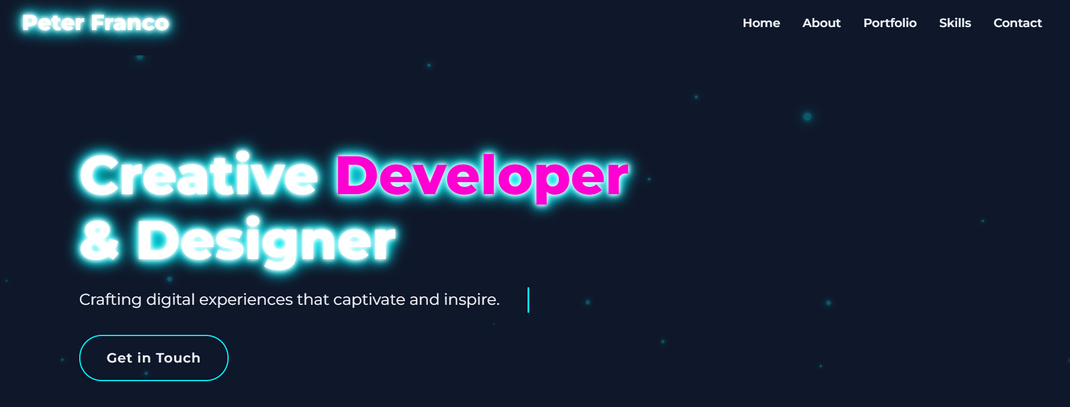 Peter Franco
Home About Portfolio Skills Contact
Creative Developer
& Designer
Crafting digital experiences that captivate and inspire.
Get in Touch